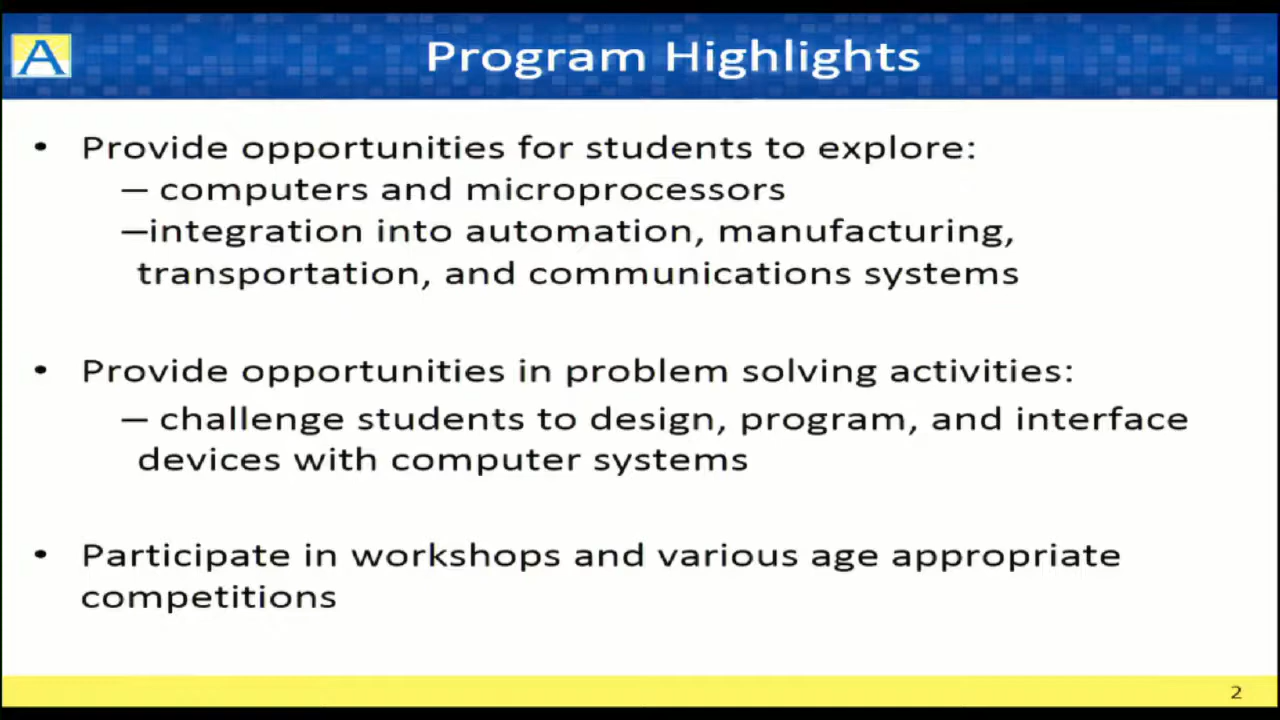 A
Program Highlights
• Provide opportunities for students to explore:
– computers and microprocessors
–integration into automation, manufacturing,
transportation, and communications systems
• Provide opportunities in problem solving activities:
– challenge students to design, program, and interface
devices with computer systems
• Participate in workshops and various age appropriate
competitions
2